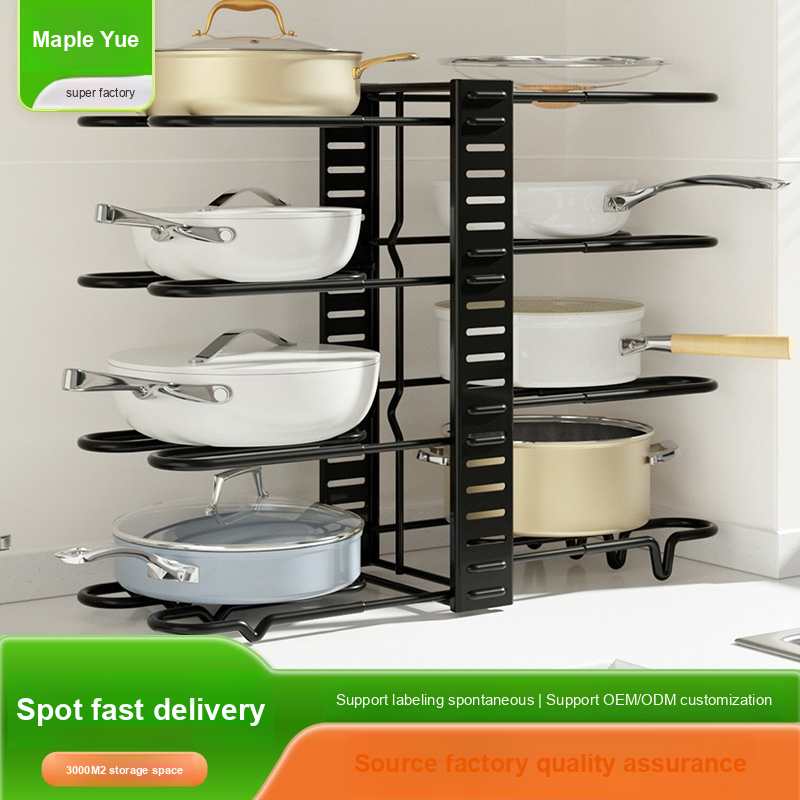 Maple Yue
super factory
Spot fast delivery
Support labeling spontaneous | Support OEM/ODM customization
3000M2 storage space
Source factory quality assurance